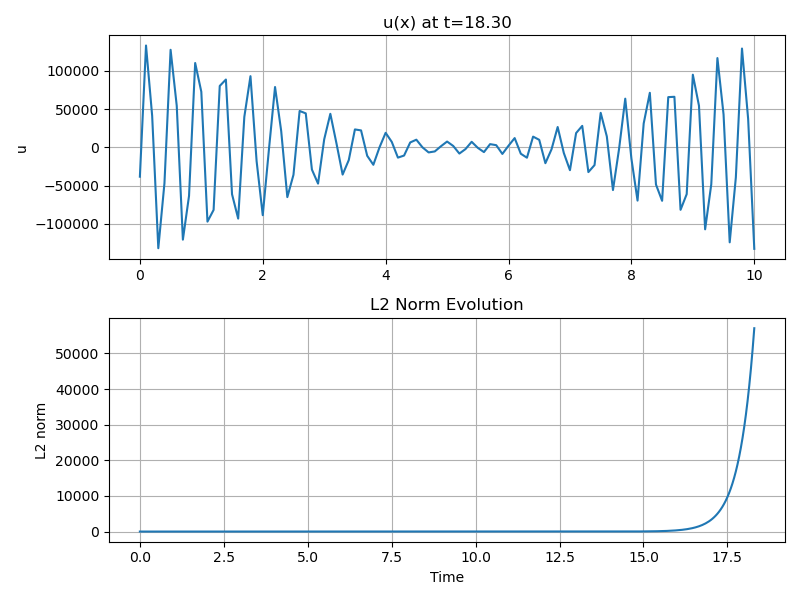 u(x) at t=18.30
u
100000
50000
0
−50000
−100000
0 2 4 6 8 10
L2 Norm Evolution
L2 norm
50000
40000
30000
20000
10000
0
0.0 2.5 5.0 7.5 10.0 12.5 15.0 17.5
Time